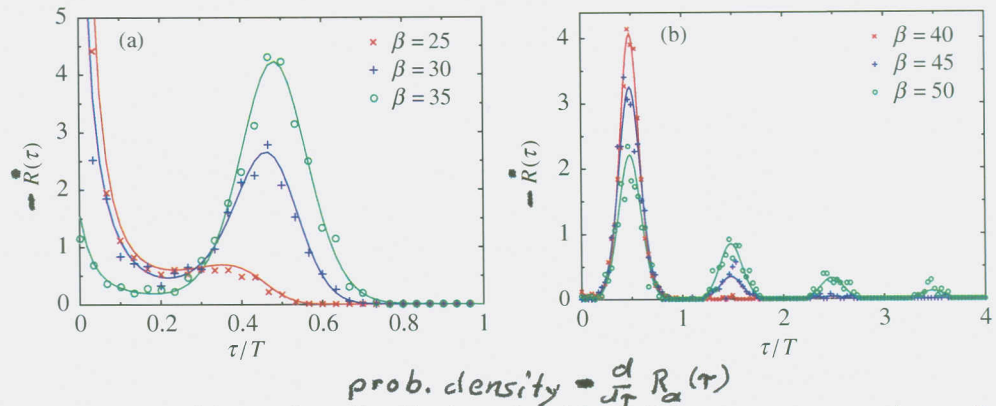 (a)
× β = 25
+ β = 30
○ β = 35
5
4
3
2
1
0
- Ṙ(τ)
0 0.2 0.4 0.6 0.8 1
τ/T
(b)
× β = 40
+ β = 45
○ β = 50
4
3
2
1
0
- Ṙ(τ)
0 1 2 3 4
τ/T
prob. density - d/dτ R_a(τ)